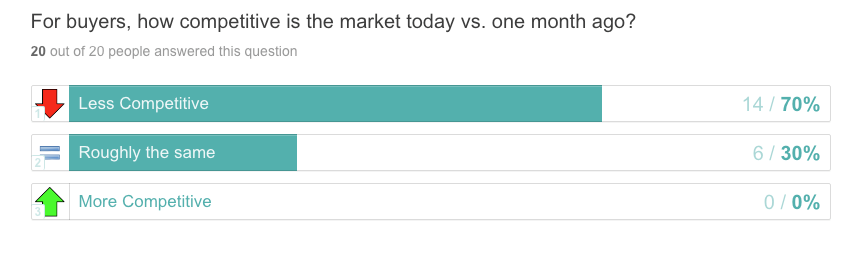 For buyers, how competitive is the market today vs. one month ago?
20 out of 20 people answered this question
1 Less Competitive 14 / 70%
2 Roughly the same 6 / 30%
3 More Competitive 0 / 0%